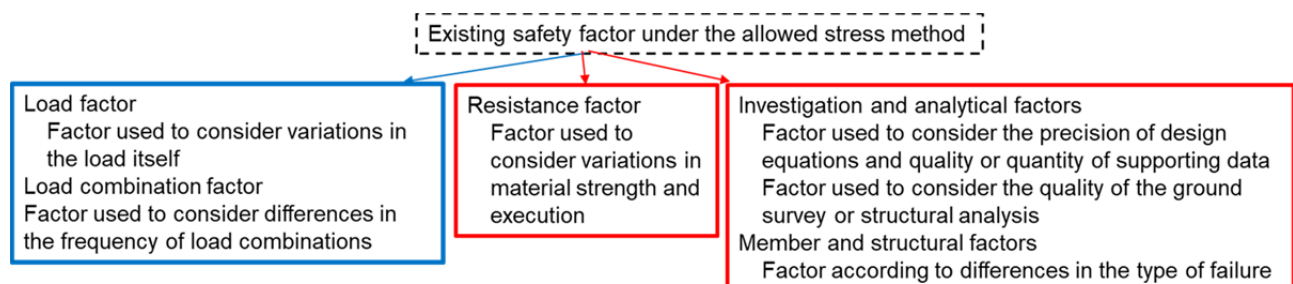 Existing safety factor under the allowed stress method
Load factor
Factor used to consider variations in
the load itself
Load combination factor
Factor used to consider differences in
the frequency of load combinations
Resistance factor
Factor used to
consider variations in
material strength and
execution
Investigation and analytical factors
Factor used to consider the precision of design
equations and quality or quantity of supporting data
Factor used to consider the quality of the ground
survey or structural analysis
Member and structural factors
Factor according to differences in the type of failure